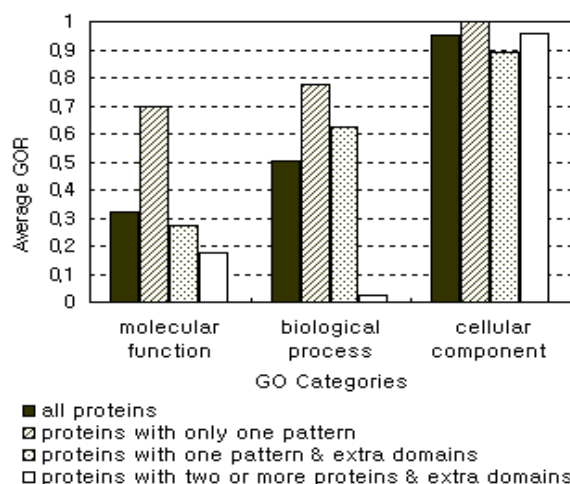 1
0,9
0,8
0,7
0,6
0,5
0,4
0,3
0,2
0,1
0
Average GOR
molecular function
biological process
cellular component
GO Categories
all proteins
proteins with only one pattern
proteins with one pattern & extra domains
proteins with two or more proteins & extra domains